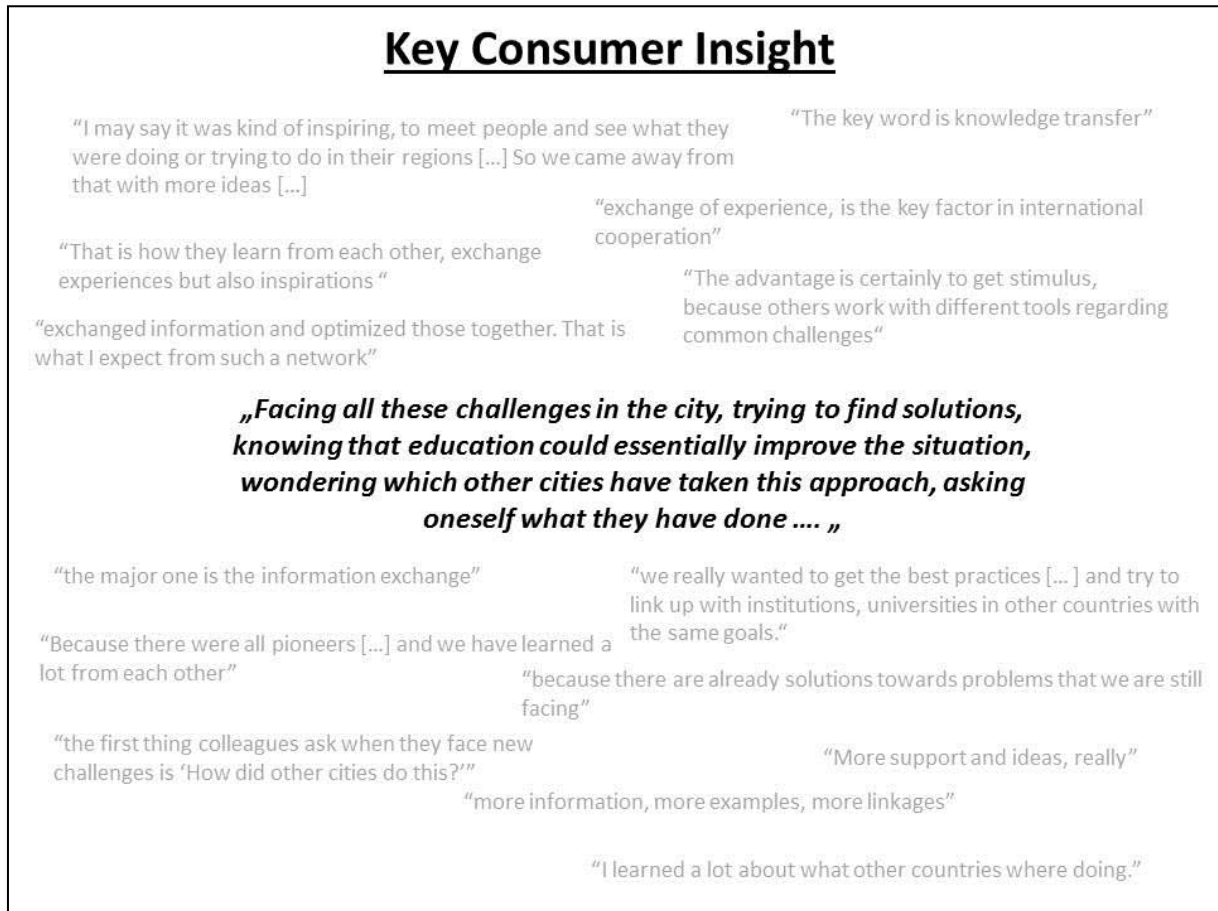 Key Consumer Insight
“I may say it was kind of inspiring, to meet people and see what they
were doing or trying to do in their regions […] So we came away from
that with more ideas […]
“The key word is knowledge transfer”
“exchange of experience, is the key factor in international
cooperation”
“That is how they learn from each other, exchange
experiences but also inspirations “
“The advantage is certainly to get stimulus,
because others work with different tools regarding
common challenges“
“exchanged information and optimized those together. That is
what I expect from such a network”
„Facing all these challenges in the city, trying to find solutions,
knowing that education could essentially improve the situation,
wondering which other cities have taken this approach, asking
oneself what they have done …. „
“the major one is the information exchange”
“we really wanted to get the best practices [… ] and try to
link up with institutions, universities in other countries with
the same goals.“
“Because there were all pioneers […] and we have learned a
lot from each other”
“because there are already solutions towards problems that we are still
facing”
“the first thing colleagues ask when they face new
challenges is ‘How did other cities do this?’”
“More support and ideas, really”
“more information, more examples, more linkages”
“I learned a lot about what other countries where doing.”